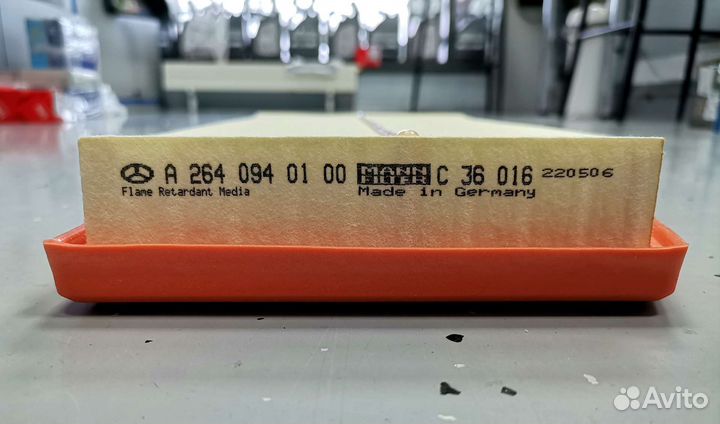 A 264 094 01 00 MANN FILTER C 36 016 220506
Flame Retardant Media Made in Germany
Avito